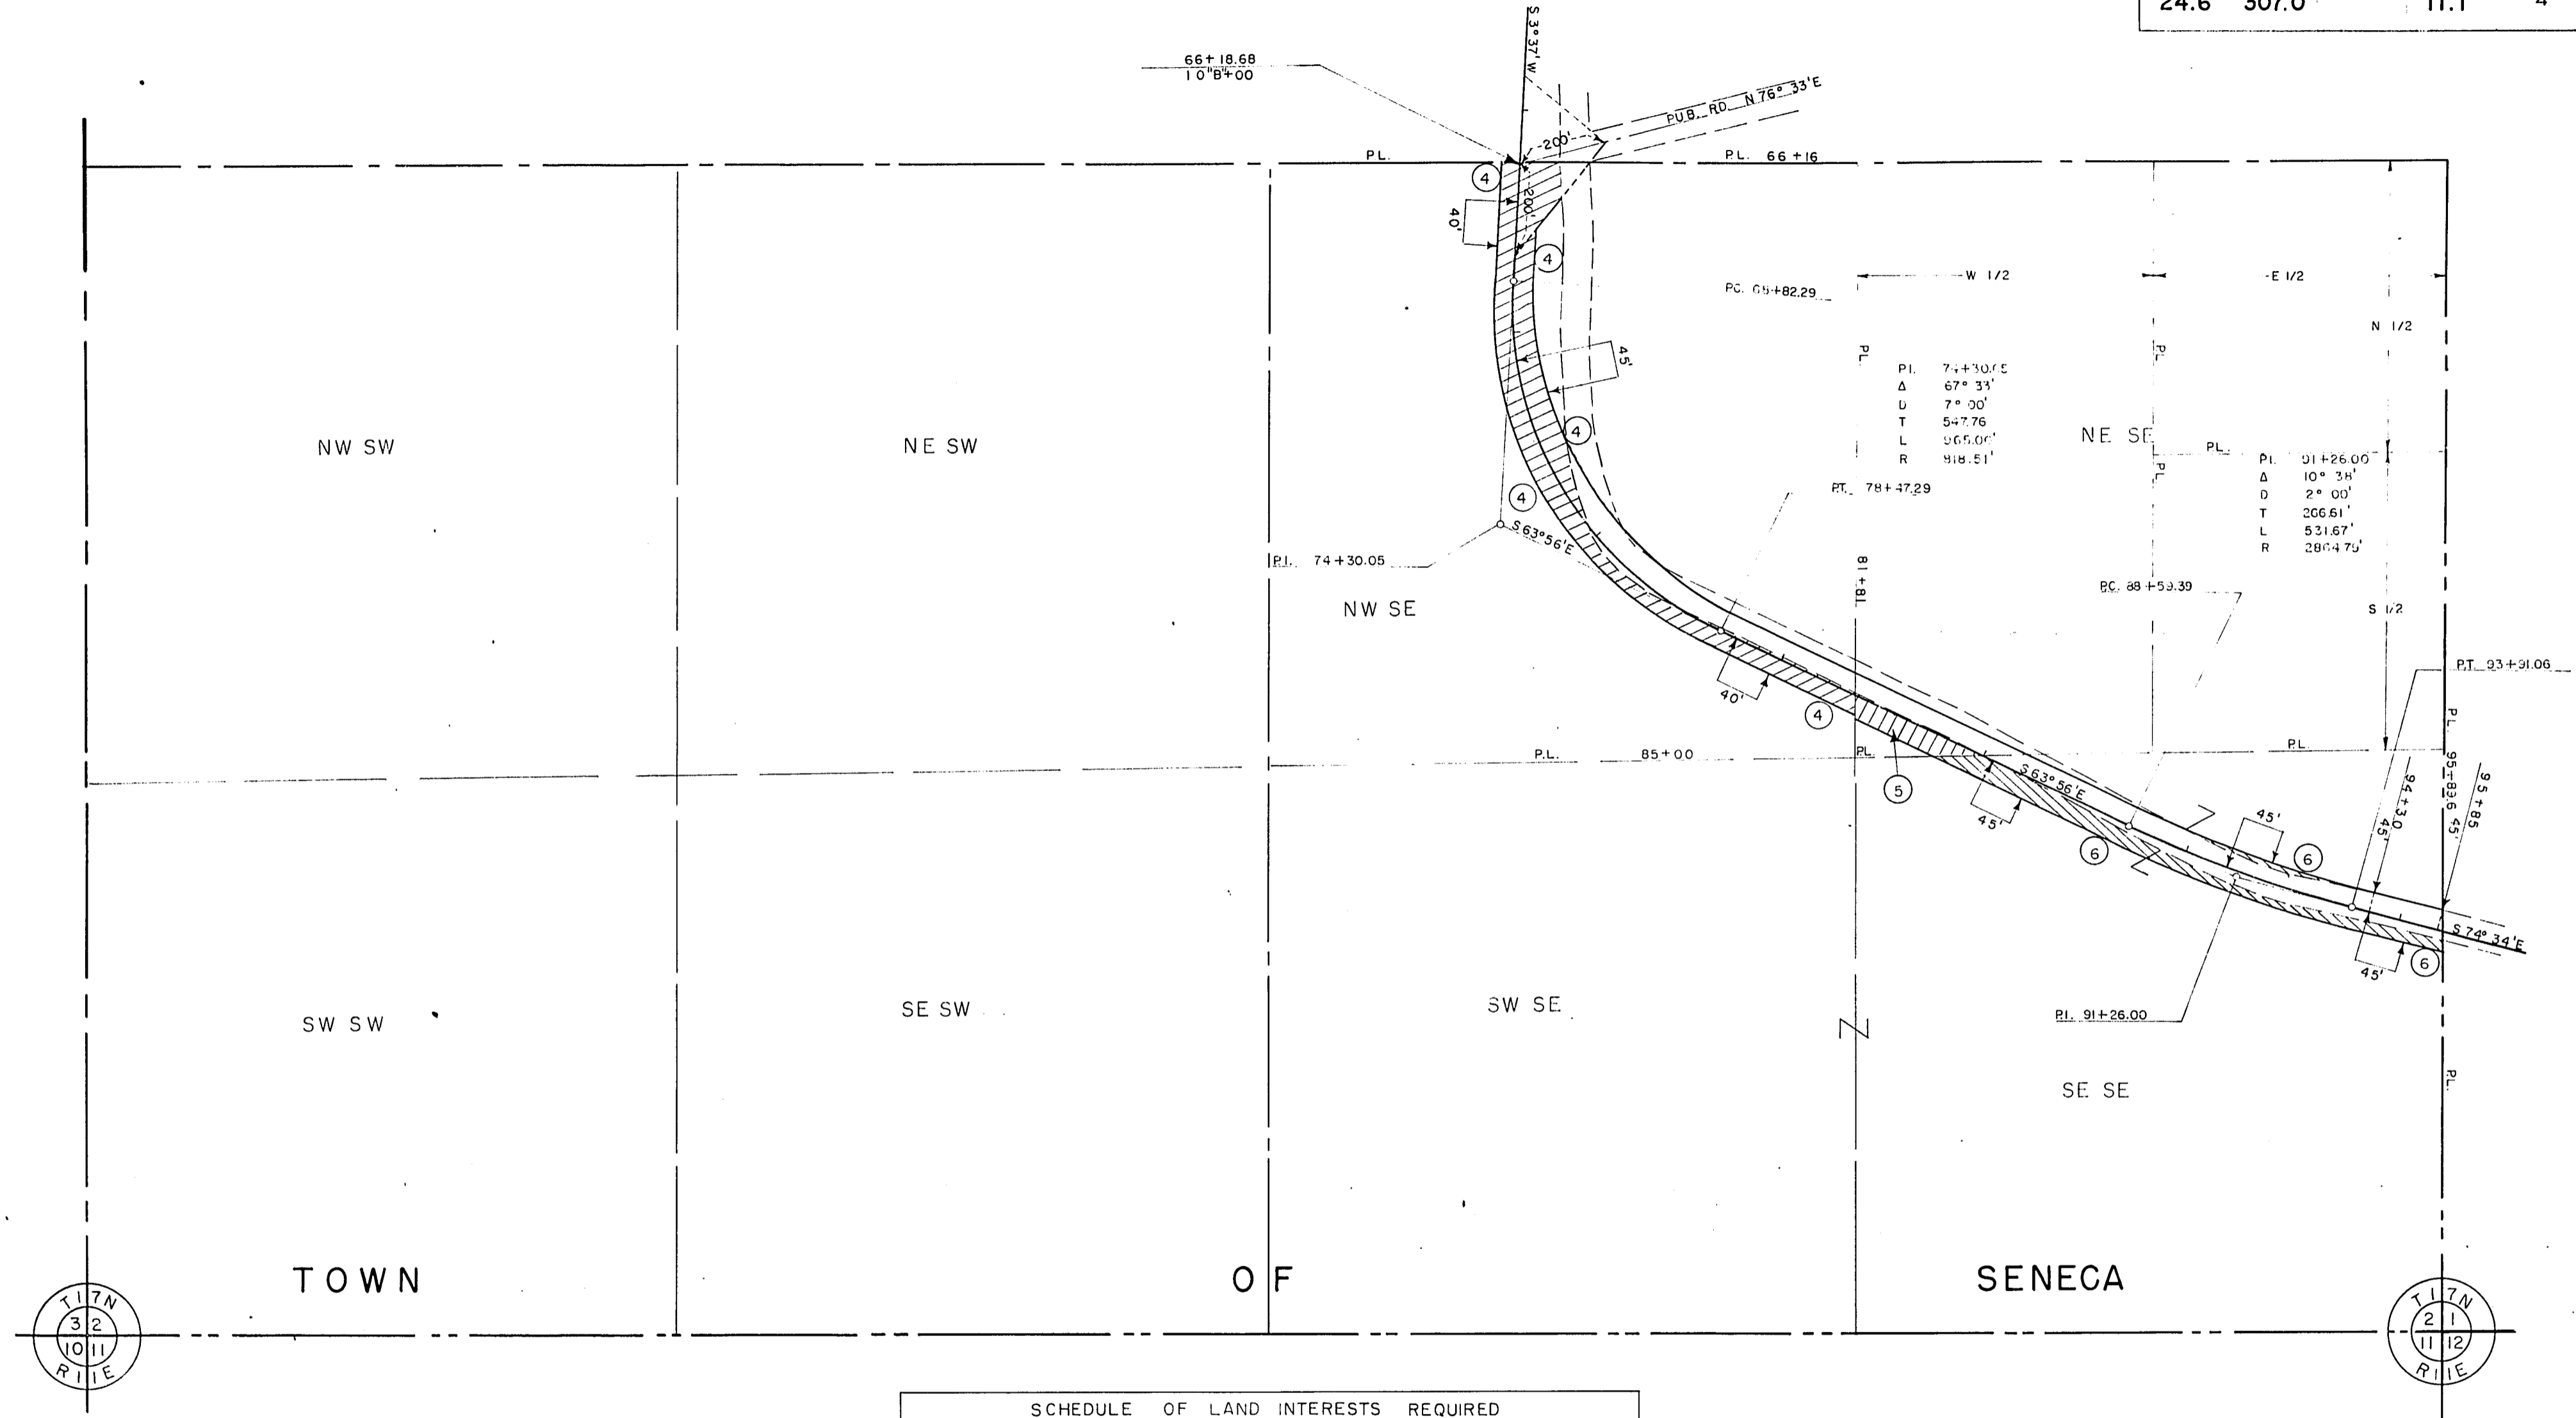 24.6 307.0 11.1 4
S 3° 37' W
66+18.68
10"B"+00
PUB. RD. N 76° 33'E
200'
P.L.
P.L. 66+16
4
200'
40'
4
W 1/2
E 1/2
N 1/2
45'
P.L.
P.L.
P.I. 74+30.05
Δ 67° 33'
D 7° 00'
T 547.76
L 965.00'
R 818.51'
4
NE SE
NW SW
NE SW
P.L.
P.L.
P.I. 91+26.00
Δ 10° 38'
D 2° 00'
T 266.61'
L 531.67'
R 2864.79'
P.T. 78+47.29
4
S 63°56'E
P.I. 74+30.05
81+81
P.C. 88+59.39
S 1/2
NW SE
P.T. 93+91.06
40'
4
P.L. 85+00
P.L.
P.L.
P.L. 95+89.6
45'
95+85
94+30
45'
5
S 63° 56'E
45'
45'
6
6
S 74° 34'E
45'
6
SW SW
SE SW
SW SE
P.I. 91+26.00
SE SE
P.L.
TOWN OF SENECA
T17N
3 2
10 11
R11E
T17N
2 1
11 12
R11E
SCHEDULE OF LAND INTERESTS REQUIRED